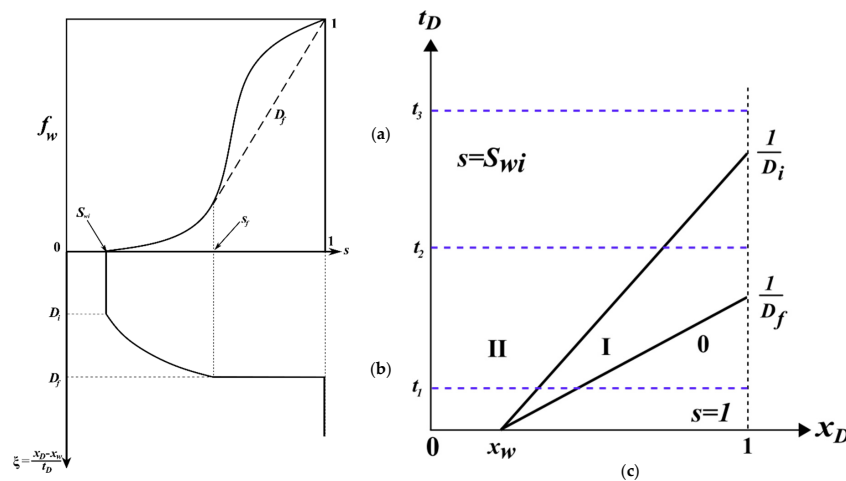 1
f_w
D_f
(a)
S_wi
s_f
0
1
s
D_i
D_f
(b)
ξ = (x_D-x_w)/t_D
t_D
t_3
s=S_wi
1/D_i
t_2
1/D_f
II
I
0
t_1
s=1
0
x_w
1
x_D
(c)